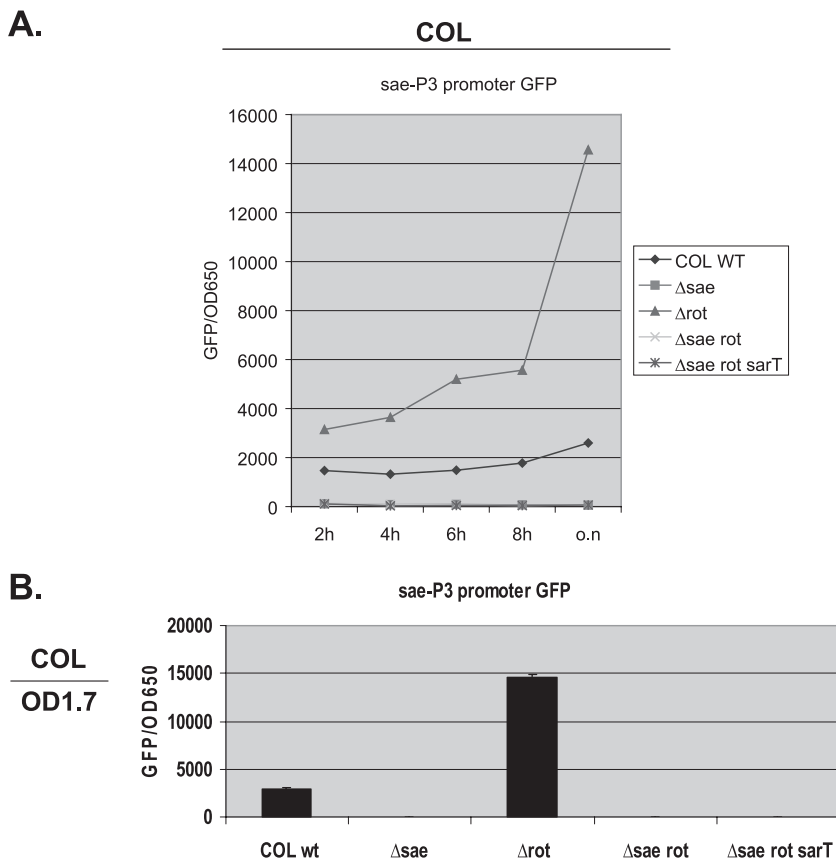 A.
COL
sae-P3 promoter GFP
16000
14000
12000
10000
8000
6000
4000
2000
0
GFP/OD650
2h 4h 6h 8h o.n
COL WT
Δsae
Δrot
Δsae rot
Δsae rot sarT
B.
sae-P3 promoter GFP
COL
OD1.7
20000
15000
10000
5000
0
GFP/OD650
COL wt Δsae Δrot Δsae rot Δsae rot sarT